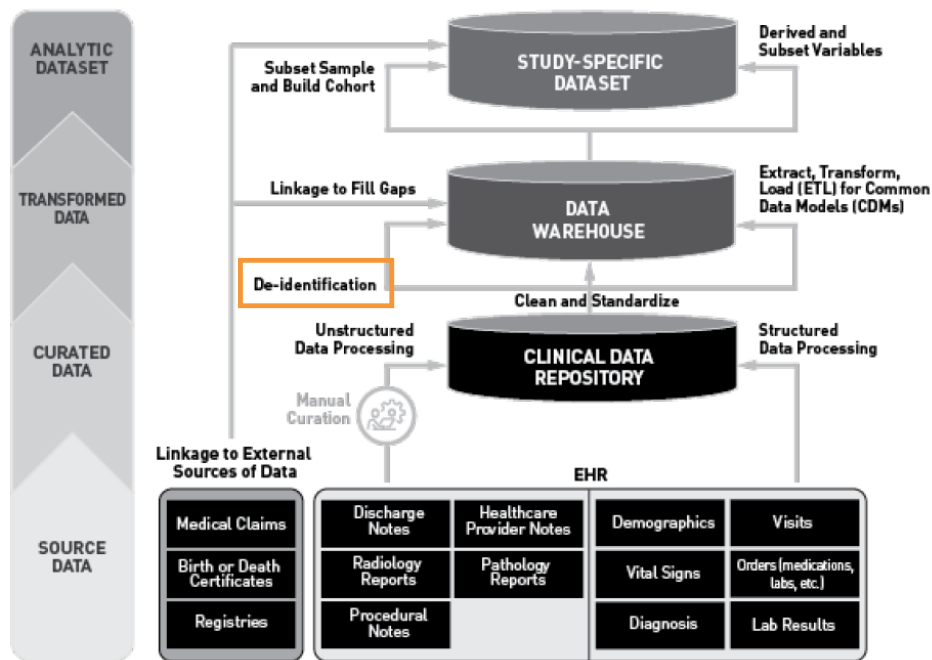 ANALYTIC
DATASET
TRANSFORMED
DATA
CURATED
DATA
SOURCE
DATA
Subset Sample
and Build Cohort
STUDY-SPECIFIC
DATASET
Derived and
Subset Variables
Linkage to Fill Gaps
DATA
WAREHOUSE
Extract, Transform,
Load (ETL) for Common
Data Models (CDMs)
De-identification
Clean and Standardize
Unstructured
Data Processing
CLINICAL DATA
REPOSITORY
Structured
Data Processing
Manual
Curation
Linkage to External
Sources of Data
Medical Claims
Birth or Death
Certificates
Registries
EHR
Discharge
Notes
Healthcare
Provider Notes
Radiology
Reports
Pathology
Reports
Procedural
Notes
Demographics
Visits
Vital Signs
Orders (medications,
labs, etc.)
Diagnosis
Lab Results